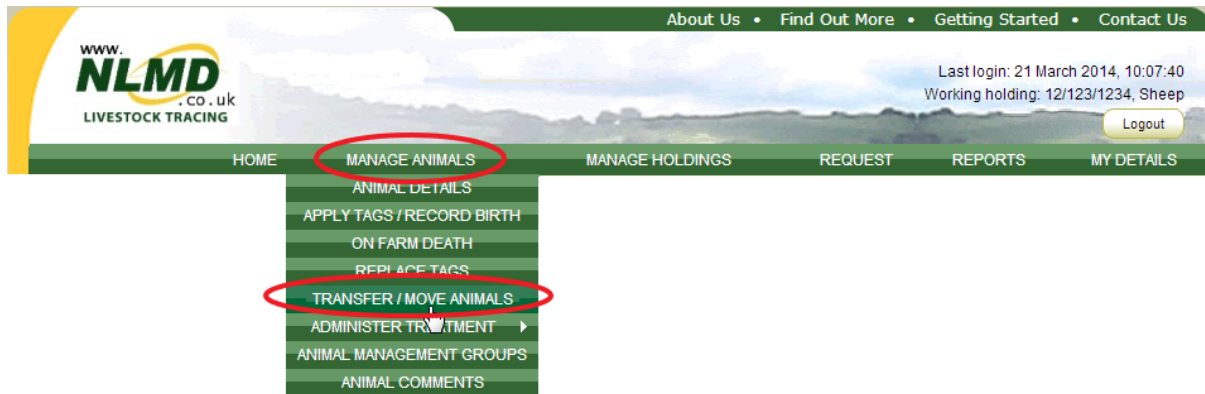 About Us • Find Out More • Getting Started • Contact Us
www.
NLMD
.co.uk
LIVESTOCK TRACING
Last login: 21 March 2014, 10:07:40
Working holding: 12/123/1234, Sheep
Logout
HOME MANAGE ANIMALS MANAGE HOLDINGS REQUEST REPORTS MY DETAILS
ANIMAL DETAILS
APPLY TAGS / RECORD BIRTH
ON FARM DEATH
REPLACE TAGS
TRANSFER / MOVE ANIMALS
ADMINISTER TREATMENT
ANIMAL MANAGEMENT GROUPS
ANIMAL COMMENTS